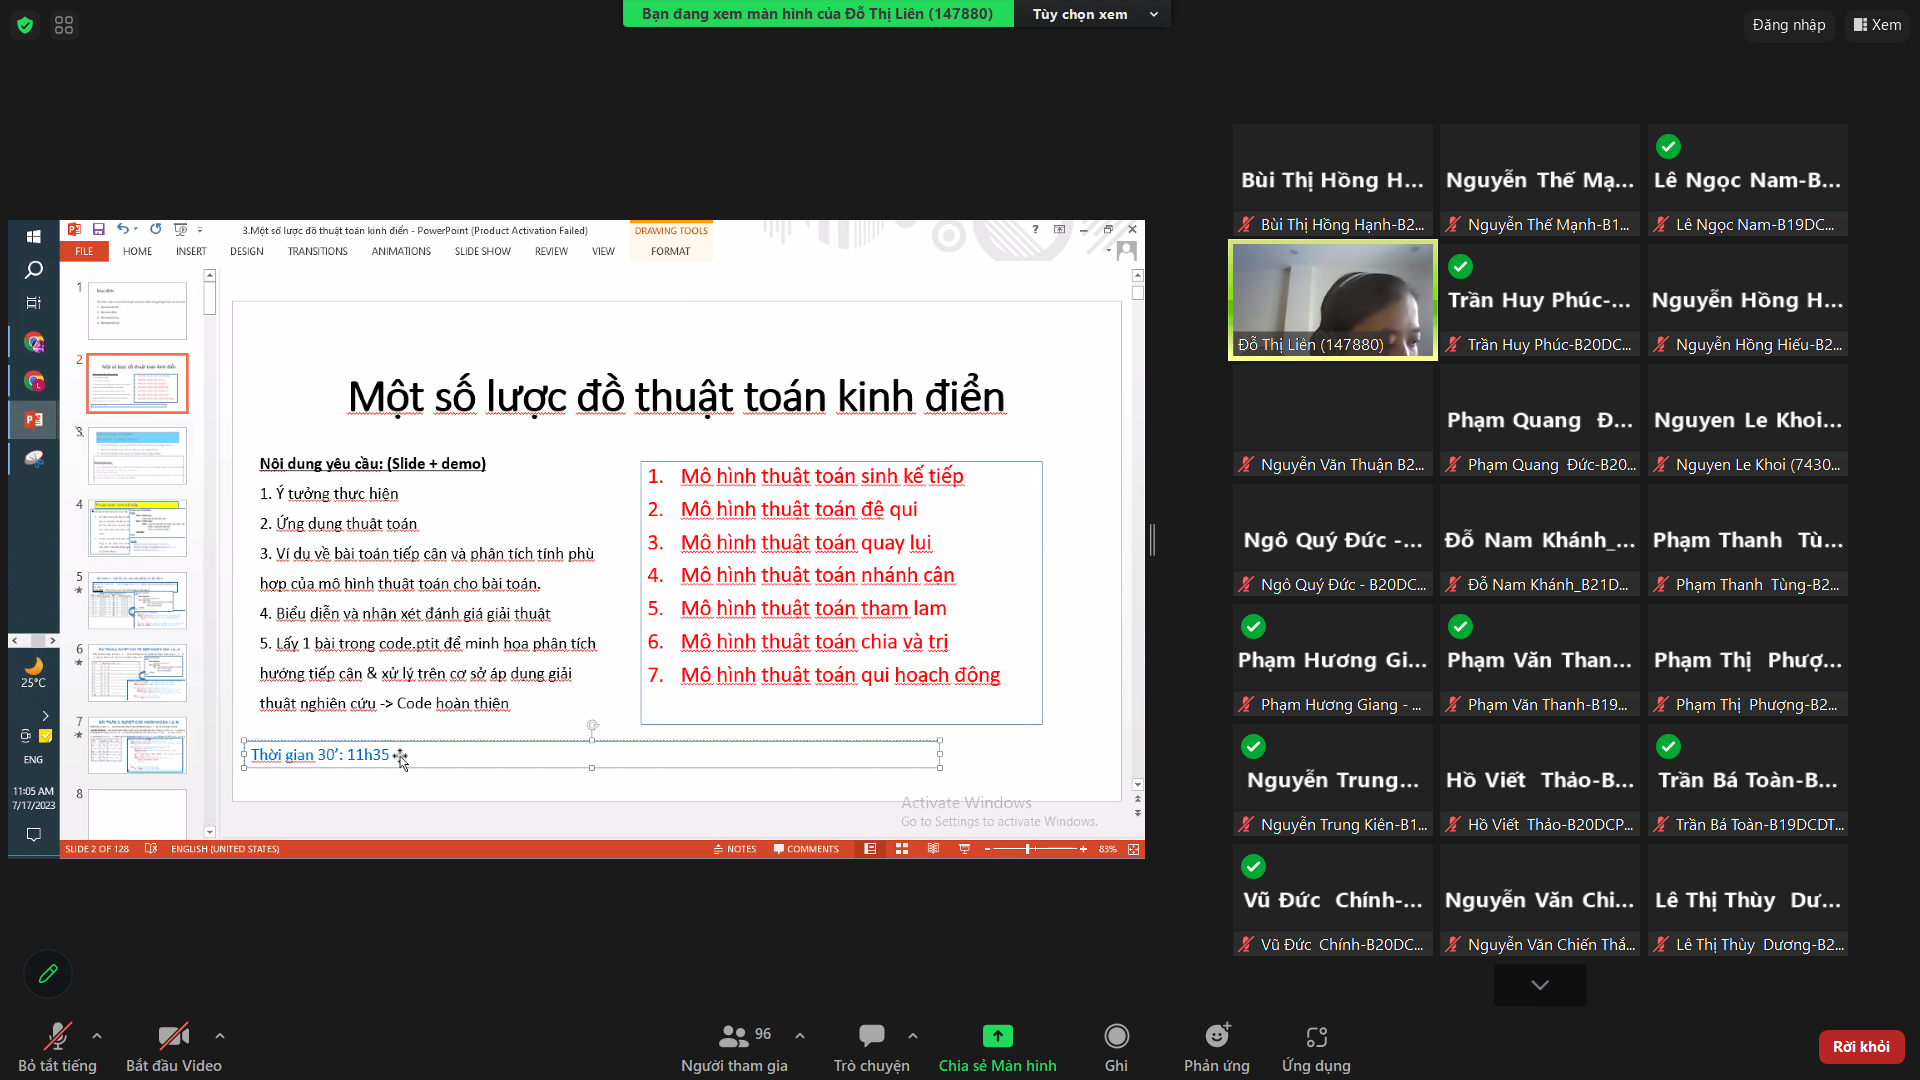 Bạn đang xem màn hình của Đỗ Thị Liên (147880)
Tùy chọn xem
Đăng nhập
Xem
3.Một số lược đồ thuật toán kinh điển - PowerPoint (Product Activation Failed)
DRAWING TOOLS
FILE
HOME
INSERT
DESIGN
TRANSITIONS
ANIMATIONS
SLIDE SHOW
REVIEW
VIEW
FORMAT
1
2
3
4
5
6
7
8
Một số lược đồ thuật toán kinh điển
Nội dung yêu cầu: (Slide + demo)
1. Ý tưởng thực hiện
2. Ứng dụng thuật toán
3. Ví dụ về bài toán tiếp cận và phân tích tính phù
hợp của mô hình thuật toán cho bài toán.
4. Biểu diễn và nhận xét đánh giá giải thuật
5. Lấy 1 bài trong code.ptit để minh họa phân tích
hướng tiếp cận & xử lý trên cơ sở áp dụng giải
thuật nghiên cứu -> Code hoàn thiện
1. Mô hình thuật toán sinh kế tiếp
2. Mô hình thuật toán đệ qui
3. Mô hình thuật toán quay lui
4. Mô hình thuật toán nhánh cận
5. Mô hình thuật toán tham lam
6. Mô hình thuật toán chia và trị
7. Mô hình thuật toán qui hoạch động
Thời gian 30’: 11h35
Activate Windows
Go to Settings to activate Windows.
25°C
ENG
11:05 AM
7/17/2023
SLIDE 2 OF 128
ENGLISH (UNITED STATES)
NOTES
COMMENTS
83%
Bùi Thị Hồng H...
Bùi Thị Hồng Hạnh-B2...
Nguyễn Thế Mạ...
Nguyễn Thế Mạnh-B1...
Lê Ngọc Nam-B...
Lê Ngọc Nam-B19DC...
Đỗ Thị Liên (147880)
Trần Huy Phúc-...
Trần Huy Phúc-B20DC...
Nguyễn Hồng H...
Nguyễn Hồng Hiếu-B2...
Nguyễn Văn Thuận B2...
Phạm Quang Đ...
Phạm Quang Đức-B20...
Nguyen Le Khoi...
Nguyen Le Khoi (7430...
Ngô Quý Đức -...
Ngô Quý Đức - B20DC...
Đỗ Nam Khánh_...
Đỗ Nam Khánh_B21D...
Phạm Thanh Tù...
Phạm Thanh Tùng-B2...
Phạm Hương Gi...
Phạm Hương Giang - ...
Phạm Văn Than...
Phạm Văn Thanh-B19...
Phạm Thị Phượ...
Phạm Thị Phượng-B2...
Nguyễn Trung...
Nguyễn Trung Kiên-B1...
Hồ Viết Thảo-B...
Hồ Viết Thảo-B20DCP...
Trần Bá Toàn-B...
Trần Bá Toàn-B19DCDT...
Vũ Đức Chính-...
Vũ Đức Chính-B20DC...
Nguyễn Văn Chi...
Nguyễn Văn Chiến Thắ...
Lê Thị Thùy Dư...
Lê Thị Thùy Dương-B2...
Bỏ tắt tiếng
Bắt đầu Video
96
Người tham gia
Trò chuyện
Chia sẻ Màn hình
Ghi
Phản ứng
Ứng dụng
Rời khỏi